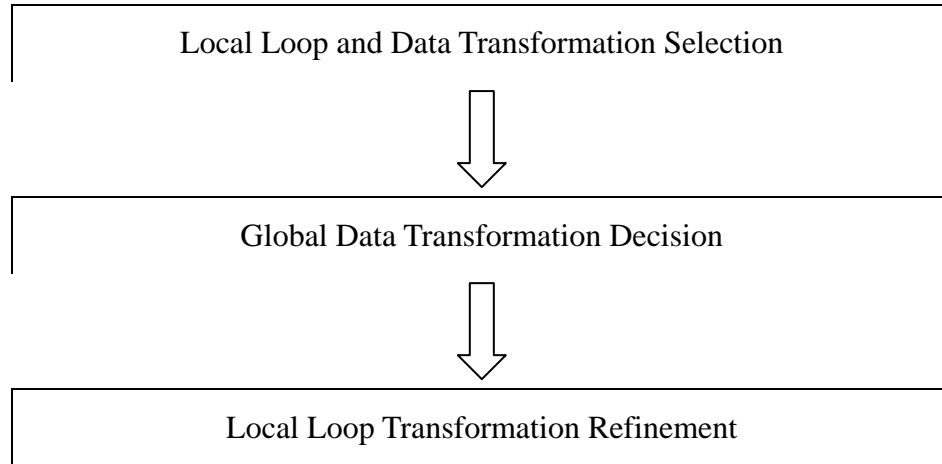 Local Loop and Data Transformation Selection
Global Data Transformation Decision
Local Loop Transformation Refinement